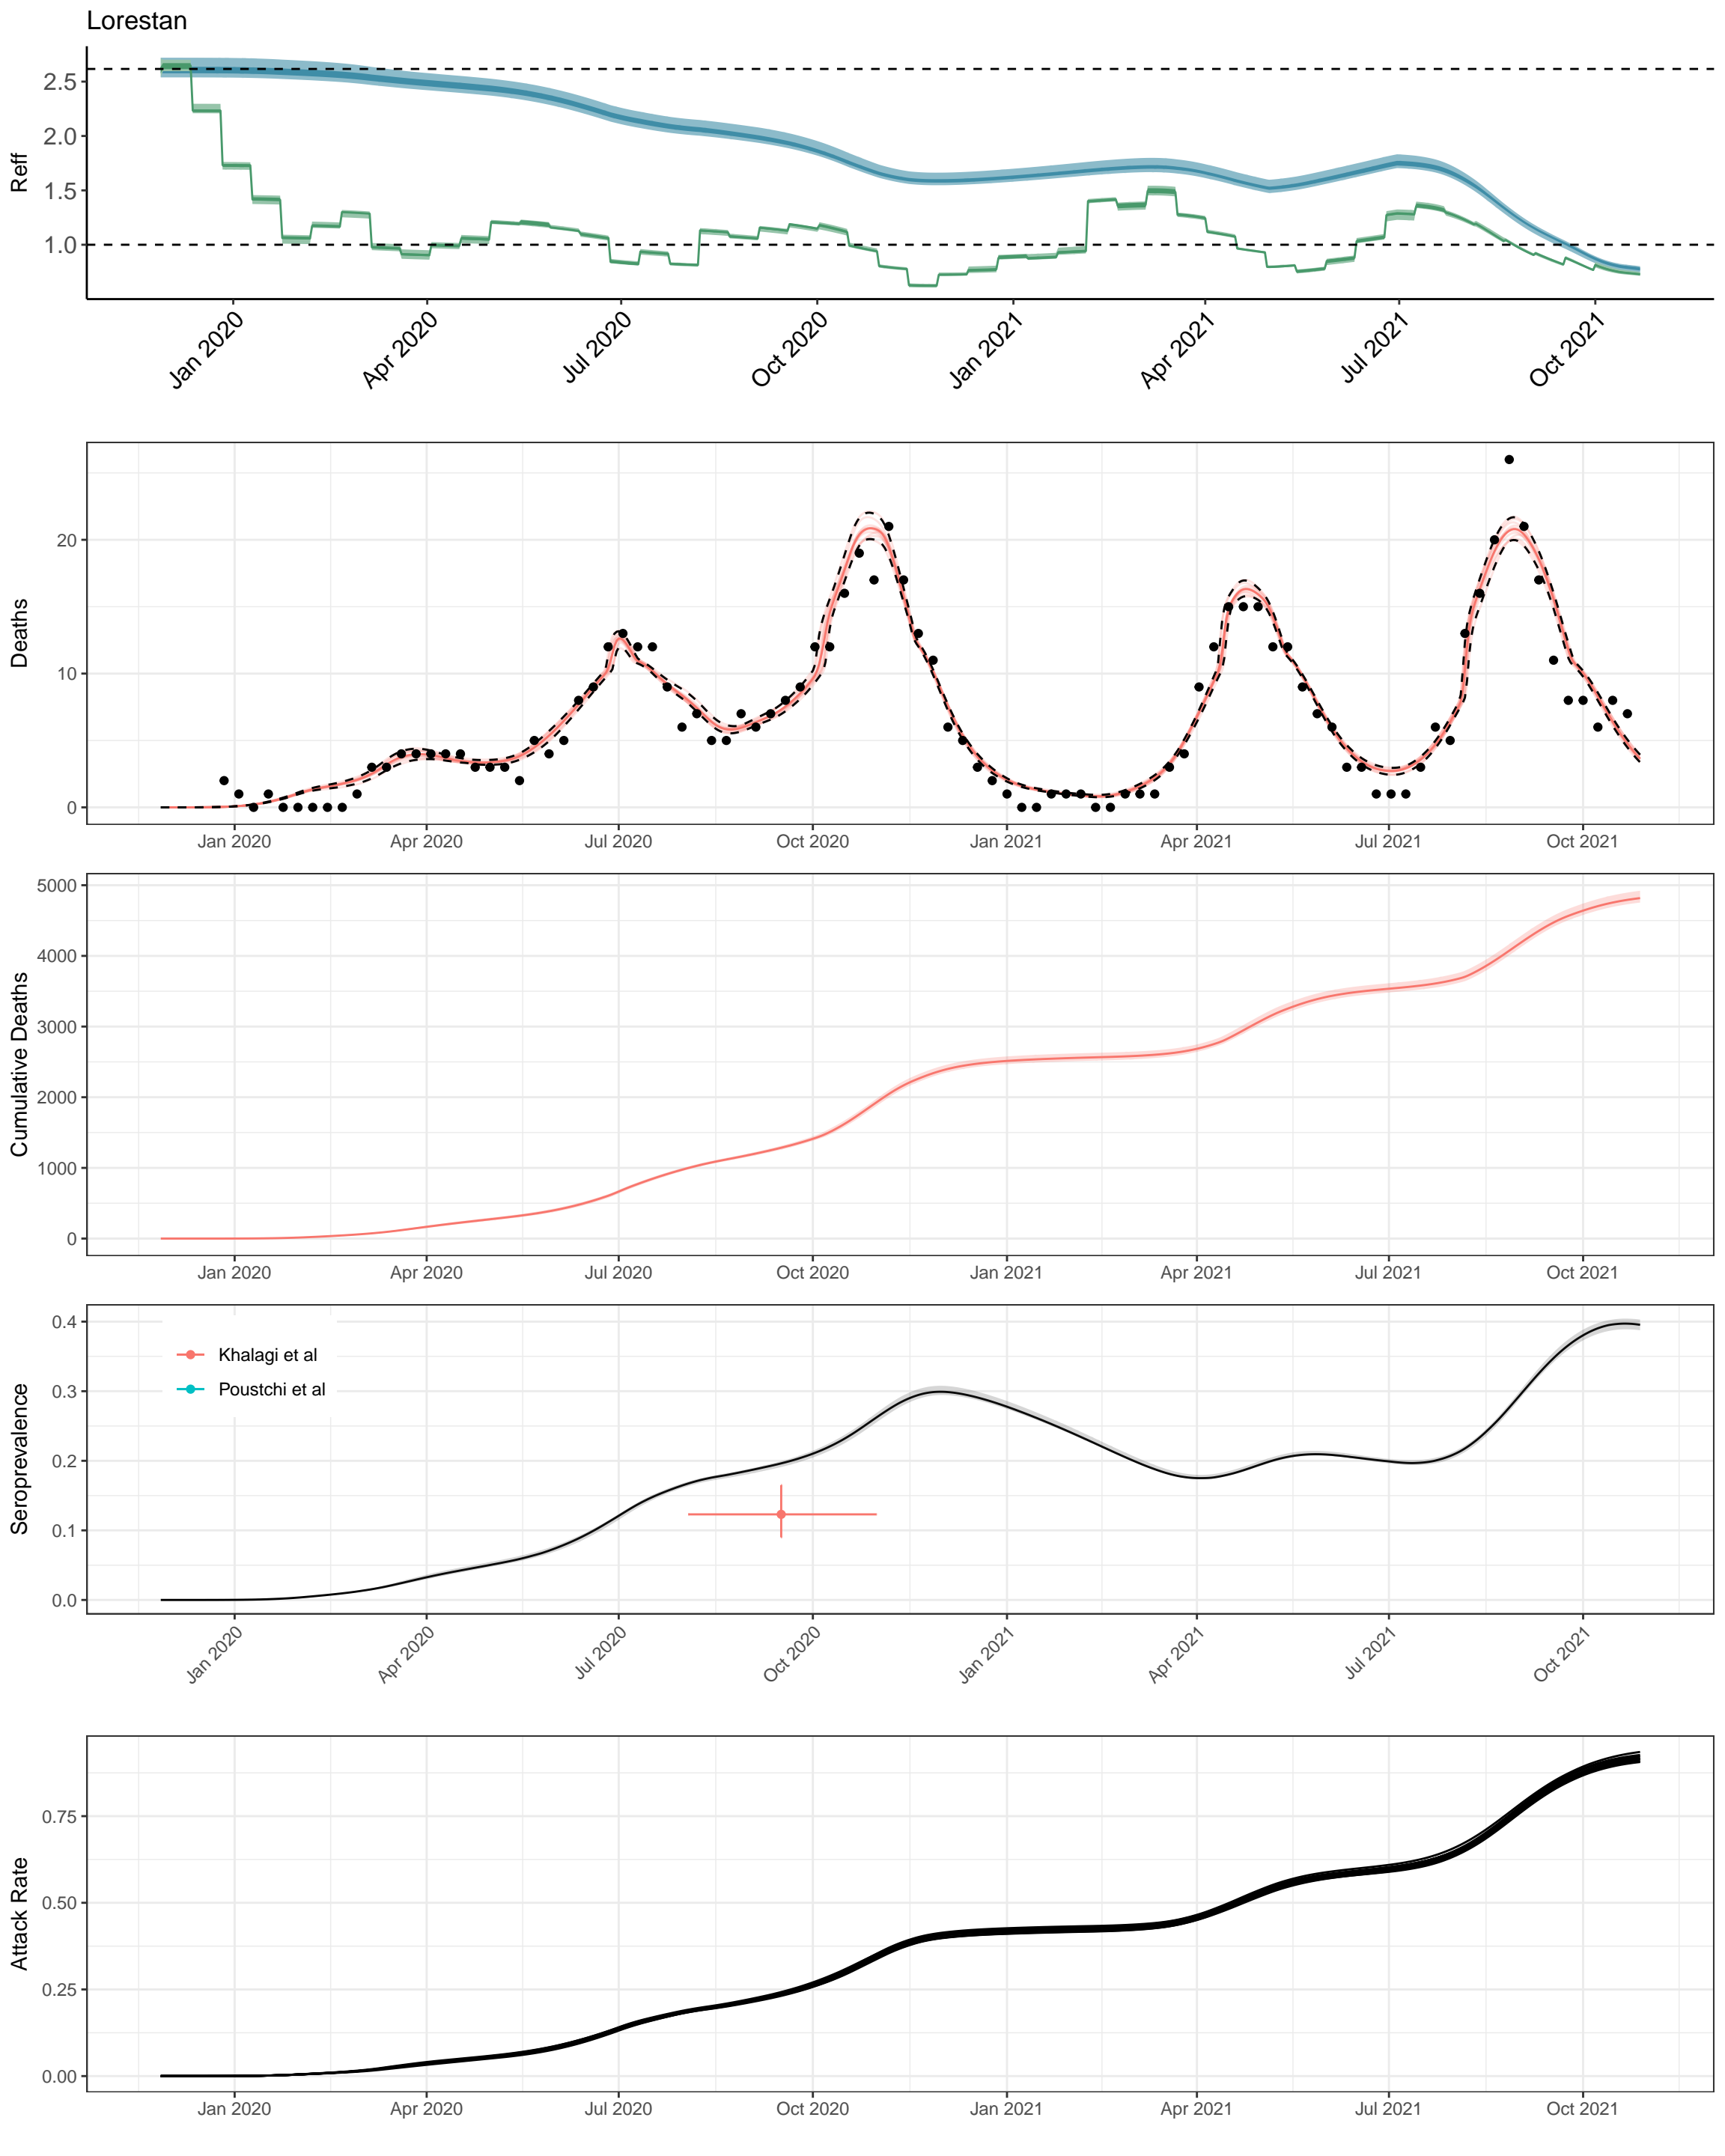 Lorestan
Reff
2.5
2.0
1.5
1.0
Jan 2020
Apr 2020
Jul 2020
Oct 2020
Jan 2021
Apr 2021
Jul 2021
Oct 2021
Deaths
20
10
0
Jan 2020
Apr 2020
Jul 2020
Oct 2020
Jan 2021
Apr 2021
Jul 2021
Oct 2021
Cumulative Deaths
5000
4000
3000
2000
1000
0
Jan 2020
Apr 2020
Jul 2020
Oct 2020
Jan 2021
Apr 2021
Jul 2021
Oct 2021
Seroprevalence
0.4
0.3
0.2
0.1
0.0
Khalagi et al
Poustchi et al
Jan 2020
Apr 2020
Jul 2020
Oct 2020
Jan 2021
Apr 2021
Jul 2021
Oct 2021
Attack Rate
0.75
0.50
0.25
0.00
Jan 2020
Apr 2020
Jul 2020
Oct 2020
Jan 2021
Apr 2021
Jul 2021
Oct 2021